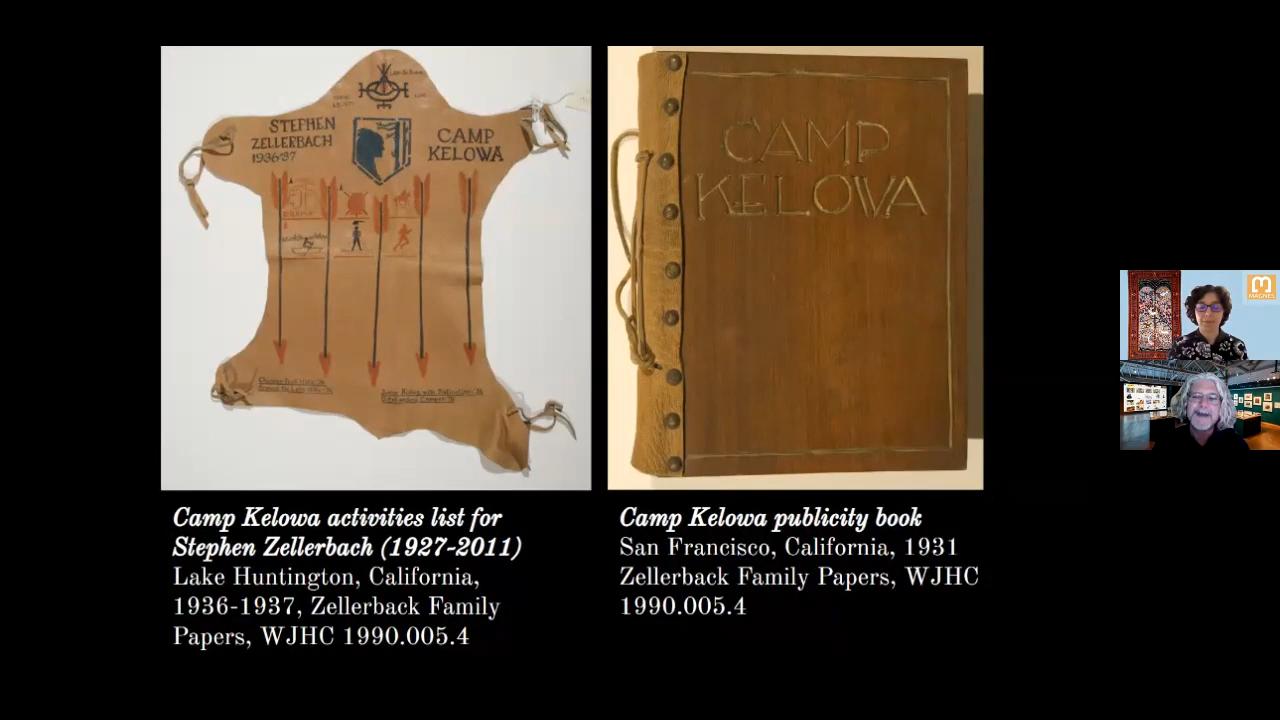 STEPHEN
ZELLERBACH
1936-37
CAMP
KELOWA
DRAMA
CAMP
KELOWA
Camp Kelowa activities list for
Stephen Zellerbach (1927-2011)
Lake Huntington, California,
1936-1937, Zellerback Family
Papers, WJHC 1990.005.4
Camp Kelowa publicity book
San Francisco, California, 1931
Zellerback Family Papers, WJHC
1990.005.4
MAGNES